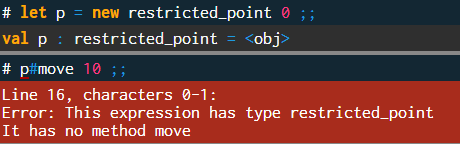 # let p = new restricted_point 0 ;;
val p : restricted_point = <obj>
# p#move 10 ;;
Line 16, characters 0-1:
Error: This expression has type restricted_point
It has no method move